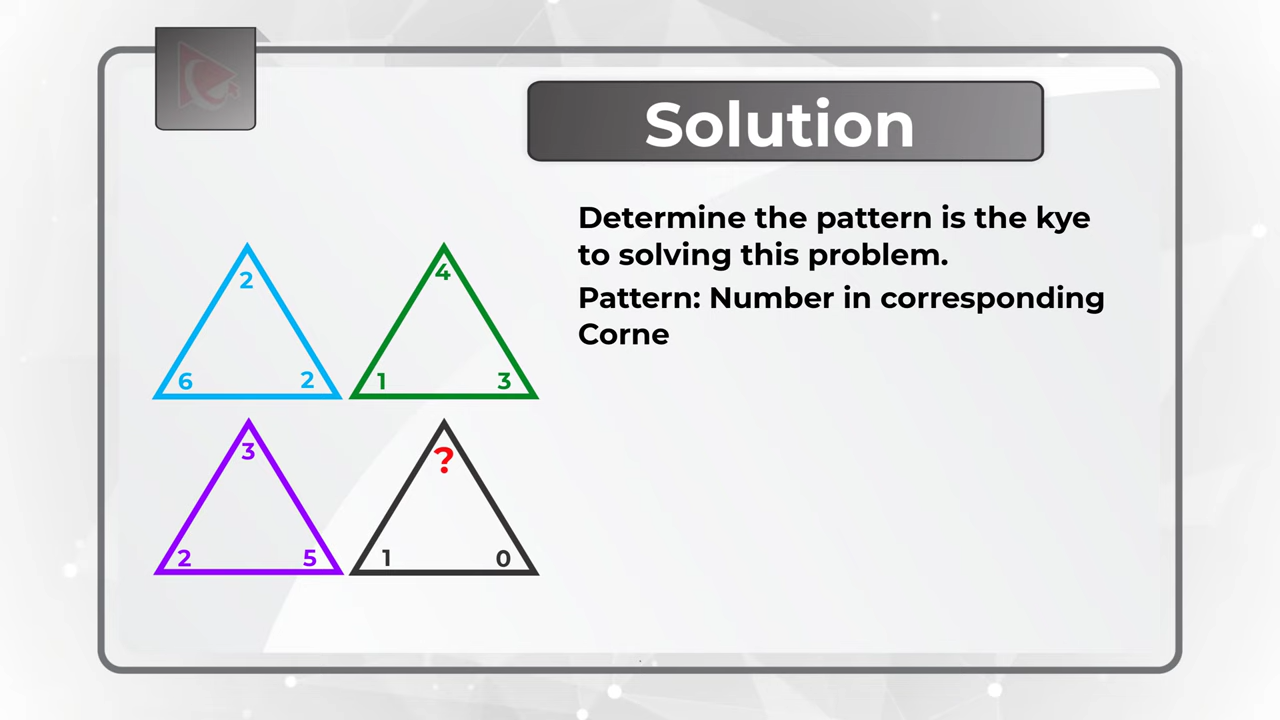 Solution
Determine the pattern is the kye
to solving this problem.
Pattern: Number in corresponding
Corne
2
6 2
4
1 3
3
2 5
?
1 0